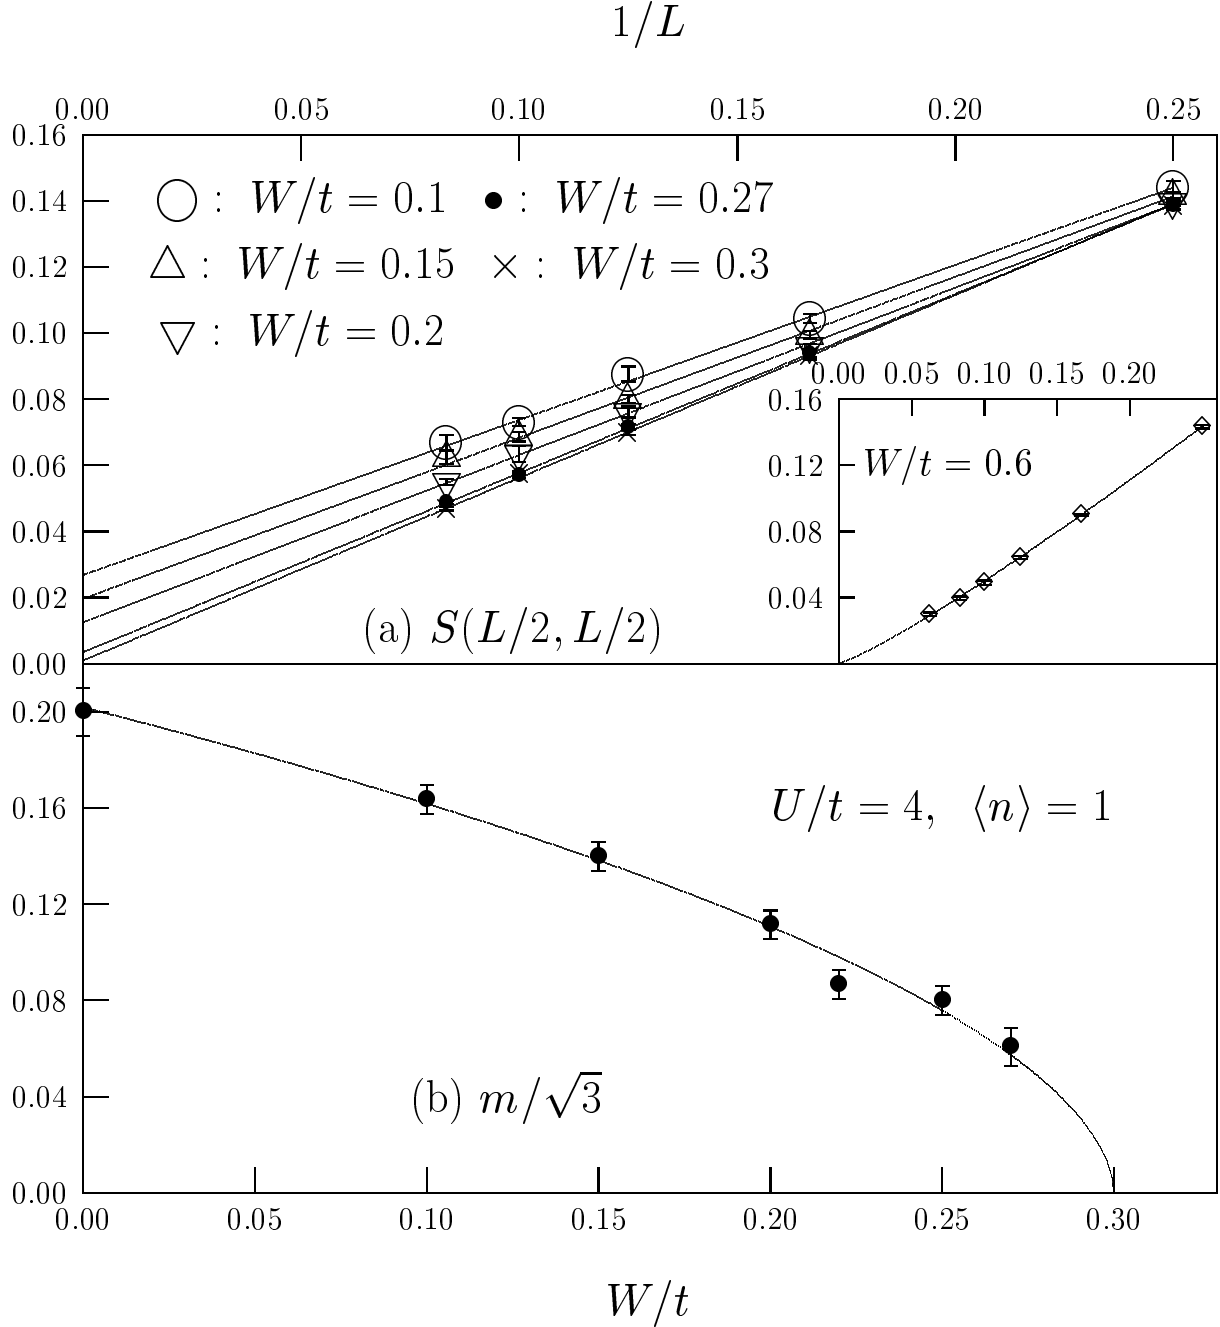 1/L
0.00 0.05 0.10 0.15 0.20 0.25
0.16
0.14
0.12
0.10
0.08
0.06
0.04
0.02
0.00
○ : W/t = 0.1 ● : W/t = 0.27
△ : W/t = 0.15 × : W/t = 0.3
▽ : W/t = 0.2
(a) S(L/2, L/2)
0.00 0.05 0.10 0.15 0.20
0.16
0.12
0.08
0.04
W/t = 0.6
0.20
0.16
0.12
0.08
0.04
0.00
U/t = 4, ⟨n⟩ = 1
(b) m/√3
0.00 0.05 0.10 0.15 0.20 0.25 0.30
W/t